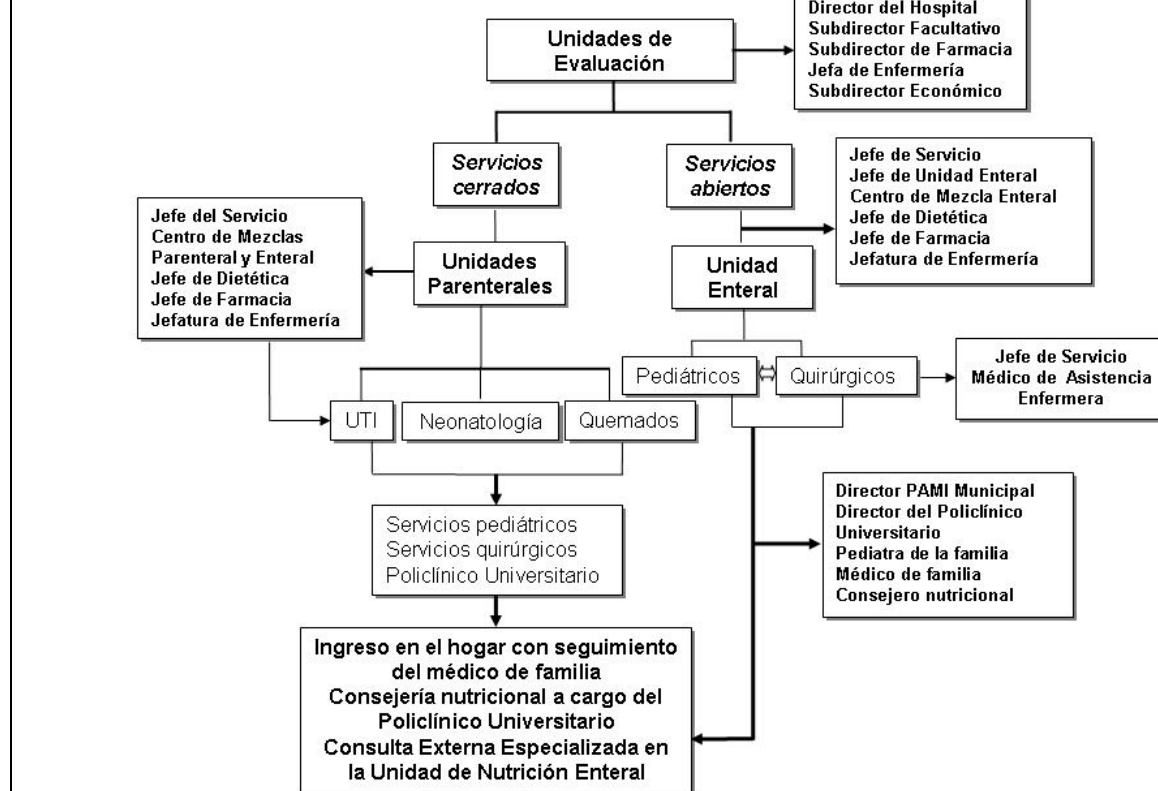 Director del Hospital
Subdirector Facultativo
Subdirector de Farmacia
Jefa de Enfermería
Subdirector Económico
Unidades de
Evaluación
Servicios
cerrados
Servicios
abiertos
Jefe de Servicio
Jefe de Unidad Enteral
Centro de Mezcla Enteral
Jefe de Dietética
Jefe de Farmacia
Jefatura de Enfermería
Jefe del Servicio
Centro de Mezclas
Parenteral y Enteral
Jefe de Dietética
Jefe de Farmacia
Jefatura de Enfermería
Unidades
Parenterales
Unidad
Enteral
Pediátricos
Quirúrgicos
Jefe de Servicio
Médico de Asistencia
Enfermera
UTI
Neonatología
Quemados
Servicios pediátricos
Servicios quirúrgicos
Policlínico Universitario
Director PAMI Municipal
Director del Policlínico
Universitario
Pediatra de la familia
Médico de familia
Consejero nutricional
Ingreso en el hogar con seguimiento
del médico de familia
Consejería nutricional a cargo del
Policlínico Universitario
Consulta Externa Especializada en
la Unidad de Nutrición Enteral